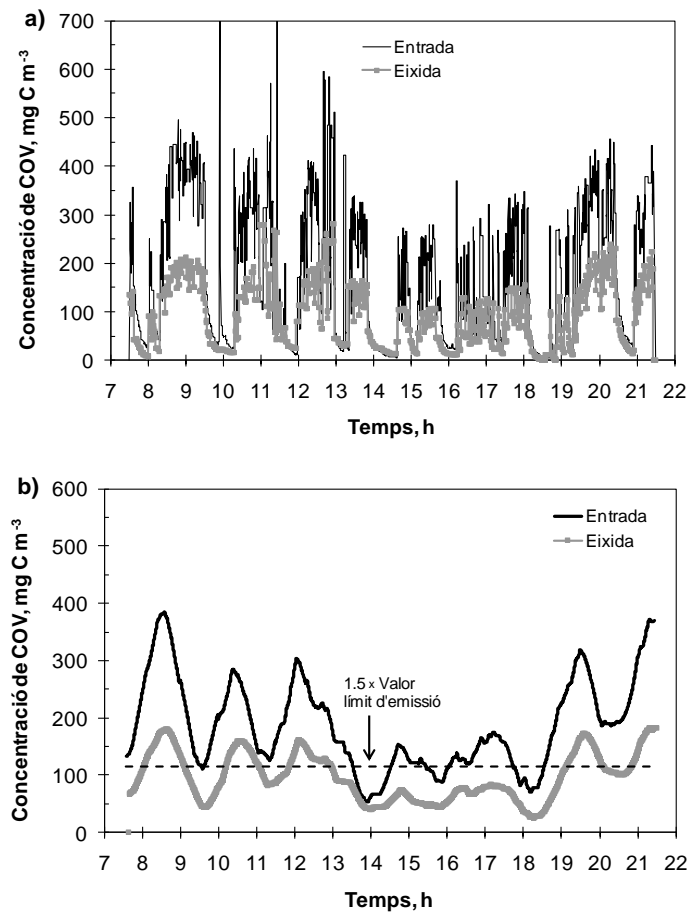 a)
Concentració de COV, mg C m-3
700
600
500
400
300
200
100
0
Entrada
Eixida
7 8 9 10 11 12 13 14 15 16 17 18 19 20 21 22
Temps, h
b)
Concentració de COV, mg C m-3
600
500
400
300
200
100
0
Entrada
Eixida
1.5 x Valor
límit d'emissió
7 8 9 10 11 12 13 14 15 16 17 18 19 20 21 22
Temps, h